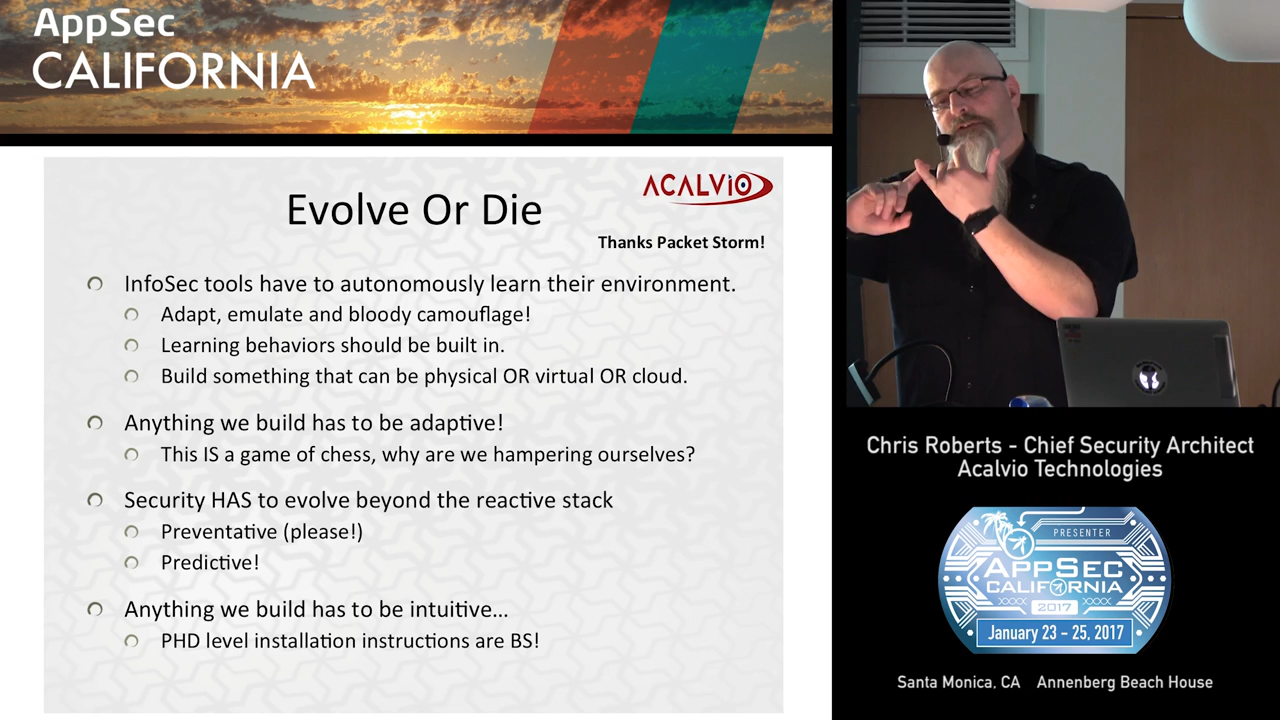 AppSec
CALIFORNIA
ACALVIO
Evolve Or Die
Thanks Packet Storm!
InfoSec tools have to autonomously learn their environment.
Adapt, emulate and bloody camouflage!
Learning behaviors should be built in.
Build something that can be physical OR virtual OR cloud.
Anything we build has to be adaptive!
This IS a game of chess, why are we hampering ourselves?
Security HAS to evolve beyond the reactive stack
Preventative (please!)
Predictive!
Anything we build has to be intuitive...
PHD level installation instructions are BS!
Chris Roberts - Chief Security Architect
Acalvio Technologies
PRESENTER
APPSEC
CALIFORNIA
XXXX 2017 XXXX
January 23 - 25, 2017
Santa Monica, CA Annenberg Beach House